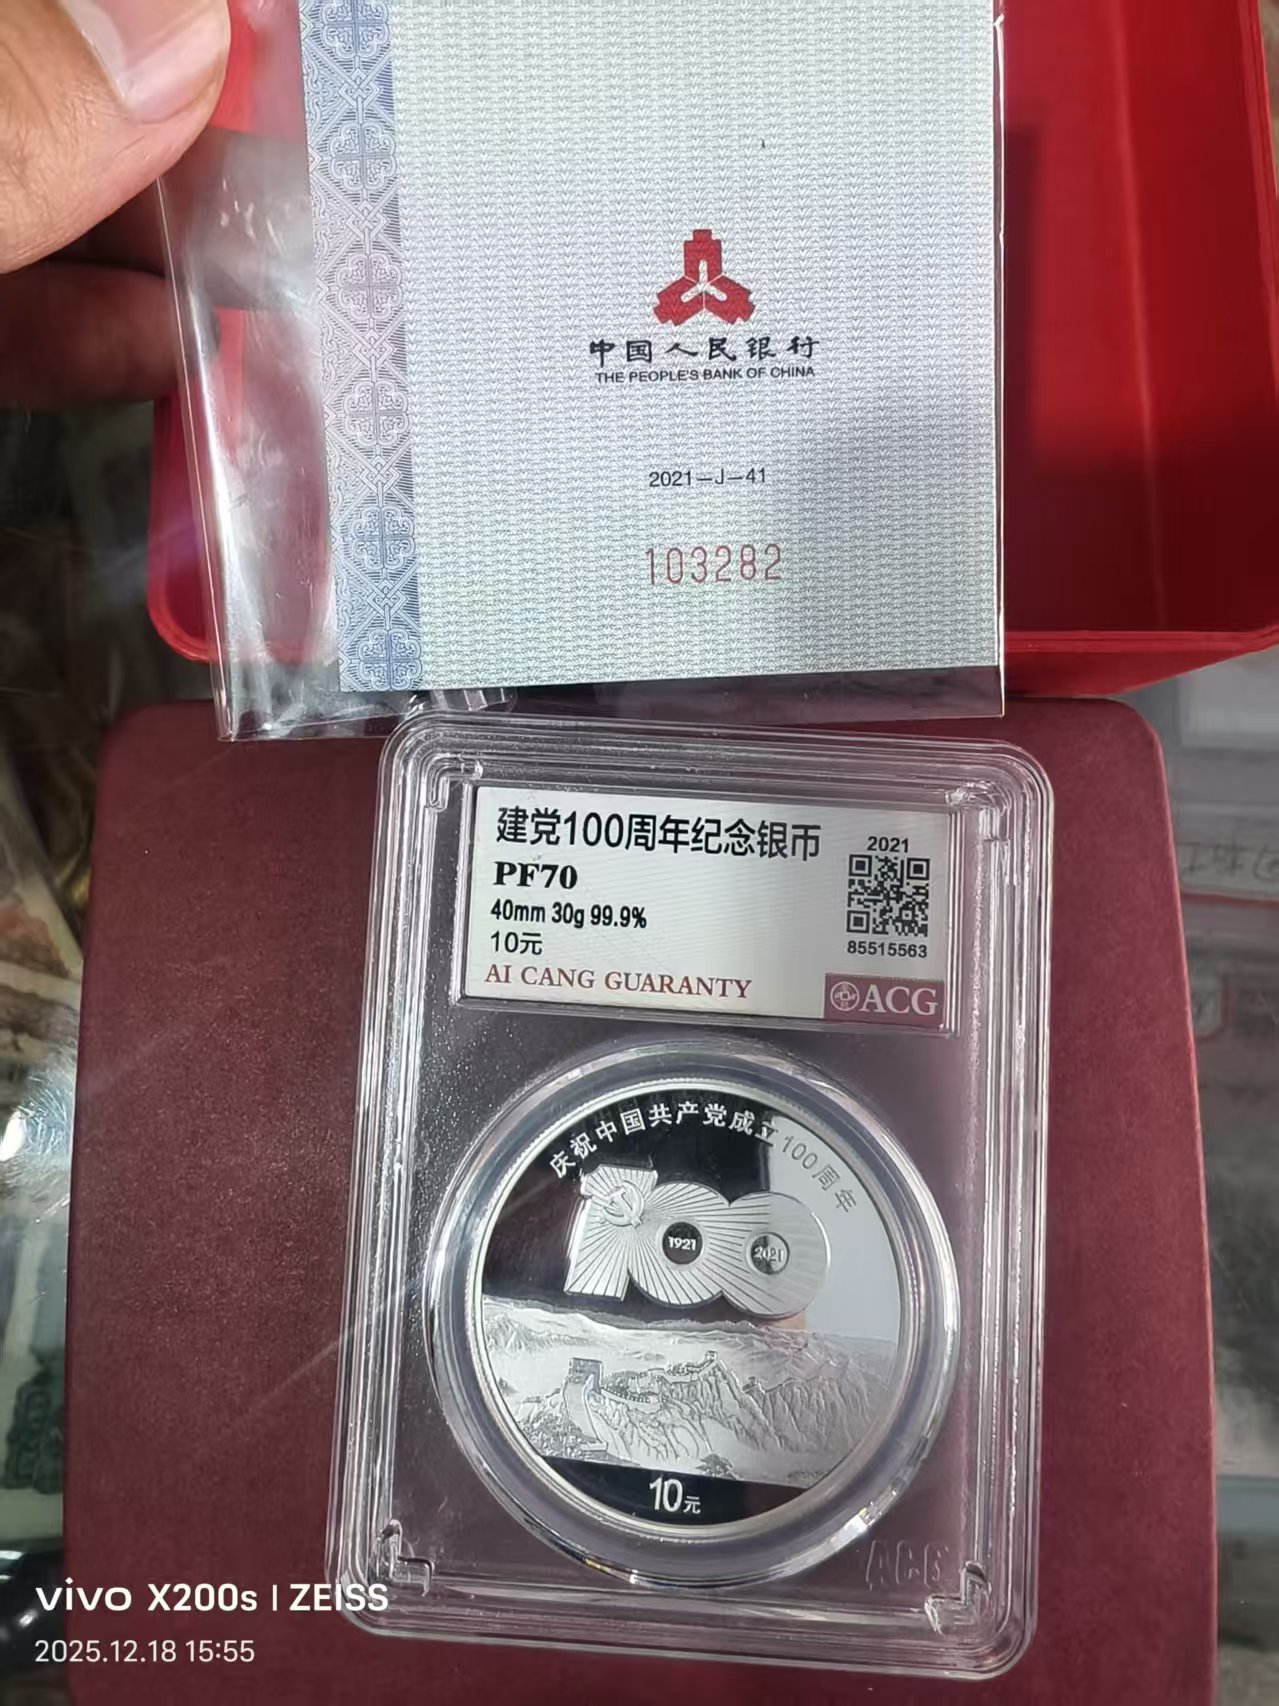 中国人民银行
THE PEOPLE'S BANK OF CHINA
2021-J-41
103282
建党100周年纪念银币
PF70
40mm 30g 99.9%
10元
AI CANG GUARANTY
2021
85515563
ACG
庆祝中国共产党成立100周年
1921
2021
10元
ACG
vivo X200s | ZEISS
2025.12.18 15:55